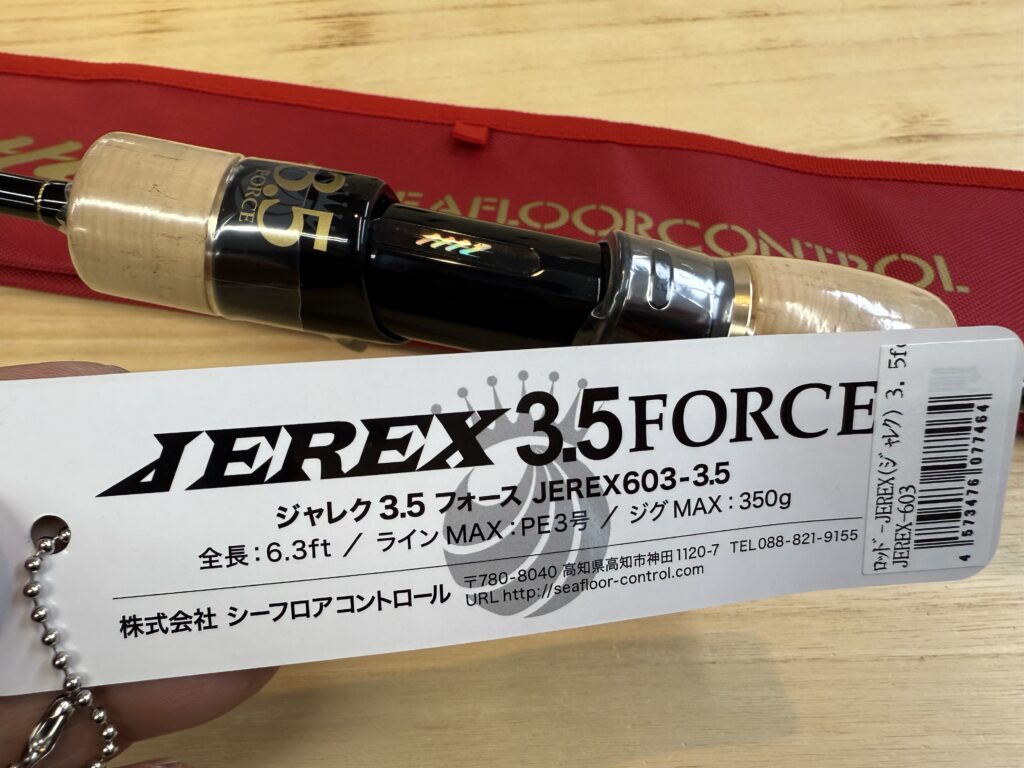 3.5
FORCE
SEAFLOORCONTROL
JEREX 3.5 FORCE
ジャレク 3.5 フォース JEREX603-3.5
全長:6.3ft / ライン MAX:PE3号 / ジグ MAX:350g
株式会社 シーフロアコントロール
〒780-8040 高知県高知市神田1120-7 TEL088-821-9155
URL http://seafloor-control.com
ﾛｯﾄﾞ-JEREX(ｼﾞｬﾚｸ) 3.5f
JEREX-603
4 573476 077464